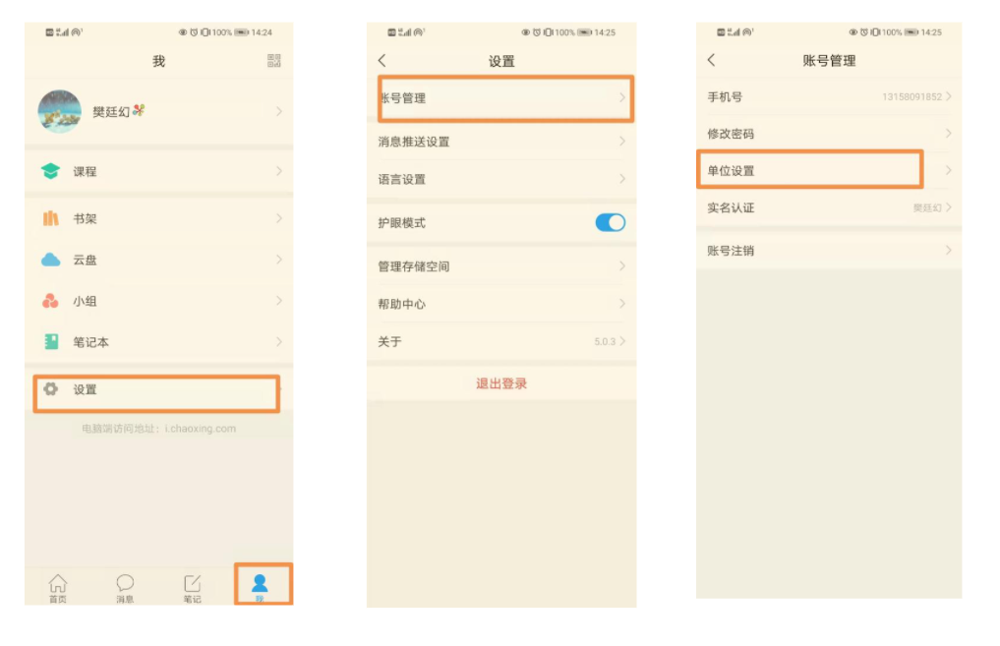 100% 14:24
我
樊廷幻
课程
书架
云盘
小组
笔记本
设置
电脑端访问地址：i.chaoxing.com
首页
消息
笔记
我
100% 14:25
设置
账号管理
消息推送设置
语言设置
护眼模式
管理存储空间
帮助中心
关于
5.0.3
退出登录
100% 14:25
账号管理
手机号
13158091852
修改密码
单位设置
实名认证
樊廷幻
账号注销